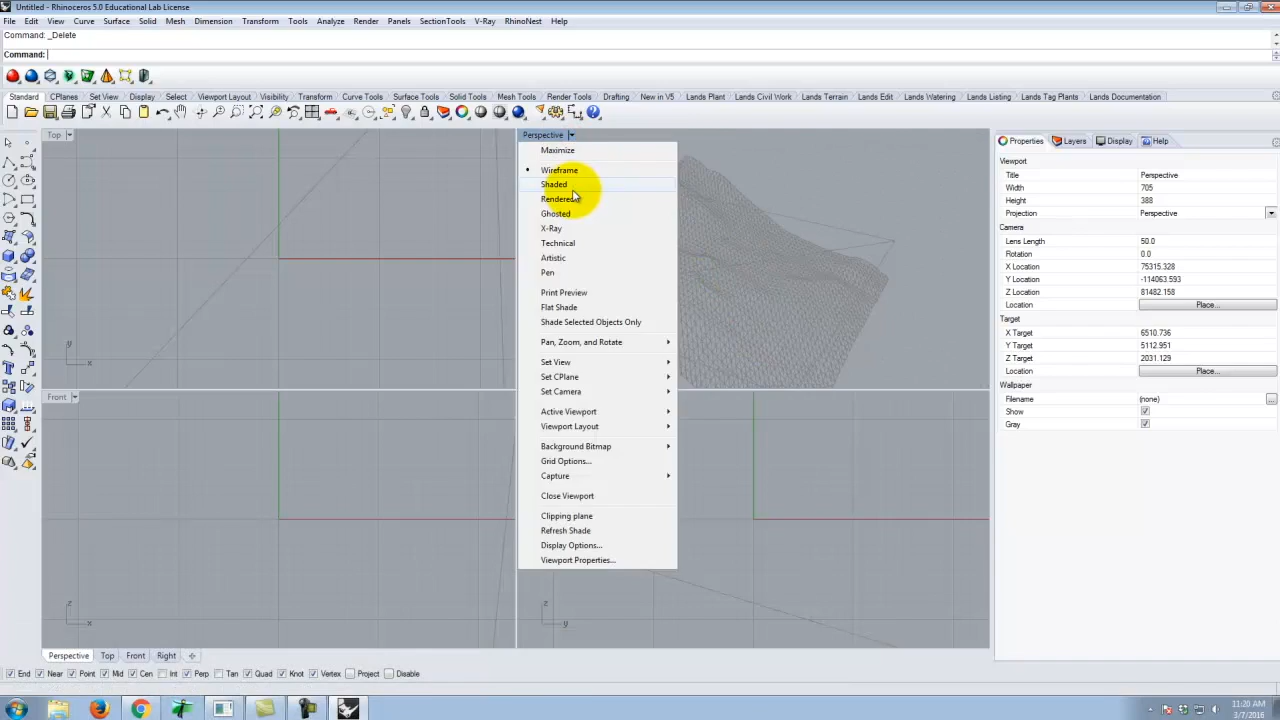 Untitled - Rhinoceros 5.0 Educational Lab License
File Edit View Curve Surface Solid Mesh Dimension Transform Tools Analyze Render Panels SectionTools V-Ray RhinoNest Help
Command: _Delete
Command:
Standard CPlanes Set View Display Select Viewport Layout Visibility Transform Curve Tools Surface Tools Solid Tools Mesh Tools Render Tools Drafting New in V5 Lands Plant Lands Civil Work Lands Terrain Lands Edit Lands Watering Lands Listing Lands Tag Plants Lands Documentation
Top
y
x
Front
z
x
Perspective
Maximize
Wireframe
Shaded
Rendered
Ghosted
X-Ray
Technical
Artistic
Pen
Print Preview
Flat Shade
Shade Selected Objects Only
Pan, Zoom, and Rotate
Set View
Set CPlane
Set Camera
Active Viewport
Viewport Layout
Background Bitmap
Grid Options...
Capture
Close Viewport
Clipping plane
Refresh Shade
Display Options...
Viewport Properties...
z
y
Properties Layers Display Help
Viewport
Title Perspective
Width 705
Height 388
Projection Perspective
Camera
Lens Length 50.0
Rotation 0.0
X Location 75315.328
Y Location -114063.593
Z Location 81482.158
Location Place...
Target
X Target 6510.736
Y Target 5112.951
Z Target 2031.129
Location Place...
Wallpaper
Filename (none) ...
Show
Gray
Perspective Top Front Right
End Near Point Mid Cen Int Perp Tan Quad Knot Vertex Project Disable
11:20 AM
3/7/2016